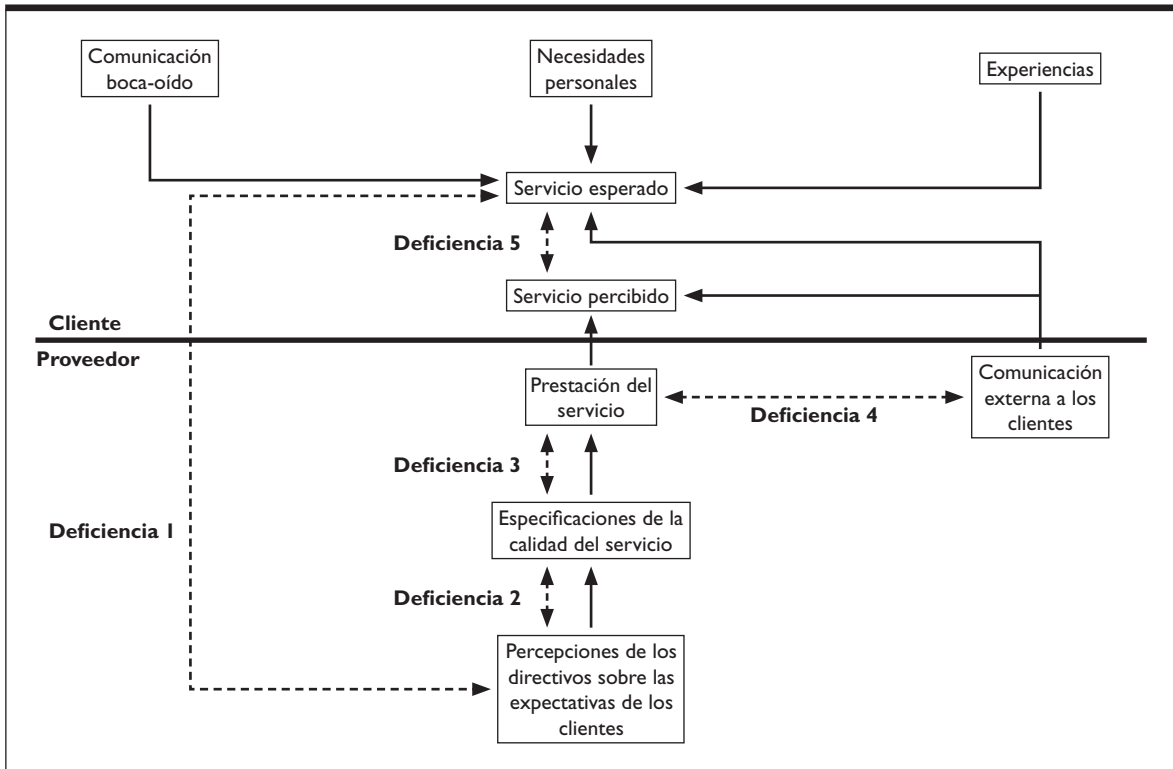 Comunicación
boca-oído
Necesidades
personales
Experiencias
Servicio esperado
Deficiencia 5
Servicio percibido
Cliente
Proveedor
Prestación del
servicio
Comunicación
externa a los
clientes
Deficiencia 4
Deficiencia 3
Especificaciones de la
calidad del servicio
Deficiencia 1
Deficiencia 2
Percepciones de los
directivos sobre las
expectativas de los
clientes